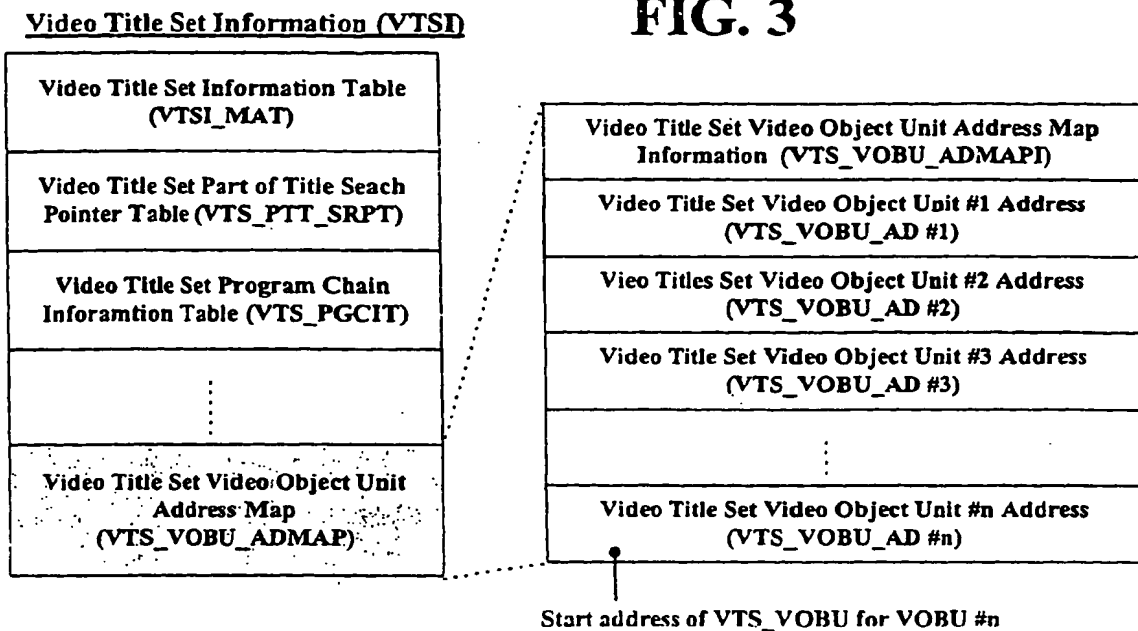 Video Title Set Information (VTSI)
FIG. 3
Video Title Set Information Table
(VTSI_MAT)
Video Title Set Part of Title Seach
Pointer Table (VTS_PTT_SRPT)
Video Title Set Program Chain
Inforamtion Table (VTS_PGCIT)
Video Title Set Video Object Unit
Address Map
(VTS_VOBU_ADMAP)
Video Title Set Video Object Unit Address Map
Information (VTS_VOBU_ADMAPI)
Video Title Set Video Object Unit #1 Address
(VTS_VOBU_AD #1)
Vieo Titles Set Video Object Unit #2 Address
(VTS_VOBU_AD #2)
Video Title Set Video Object Unit #3 Address
(VTS_VOBU_AD #3)
Video Title Set Video Object Unit #n Address
(VTS_VOBU_AD #n)
Start address of VTS_VOBU for VOBU #n